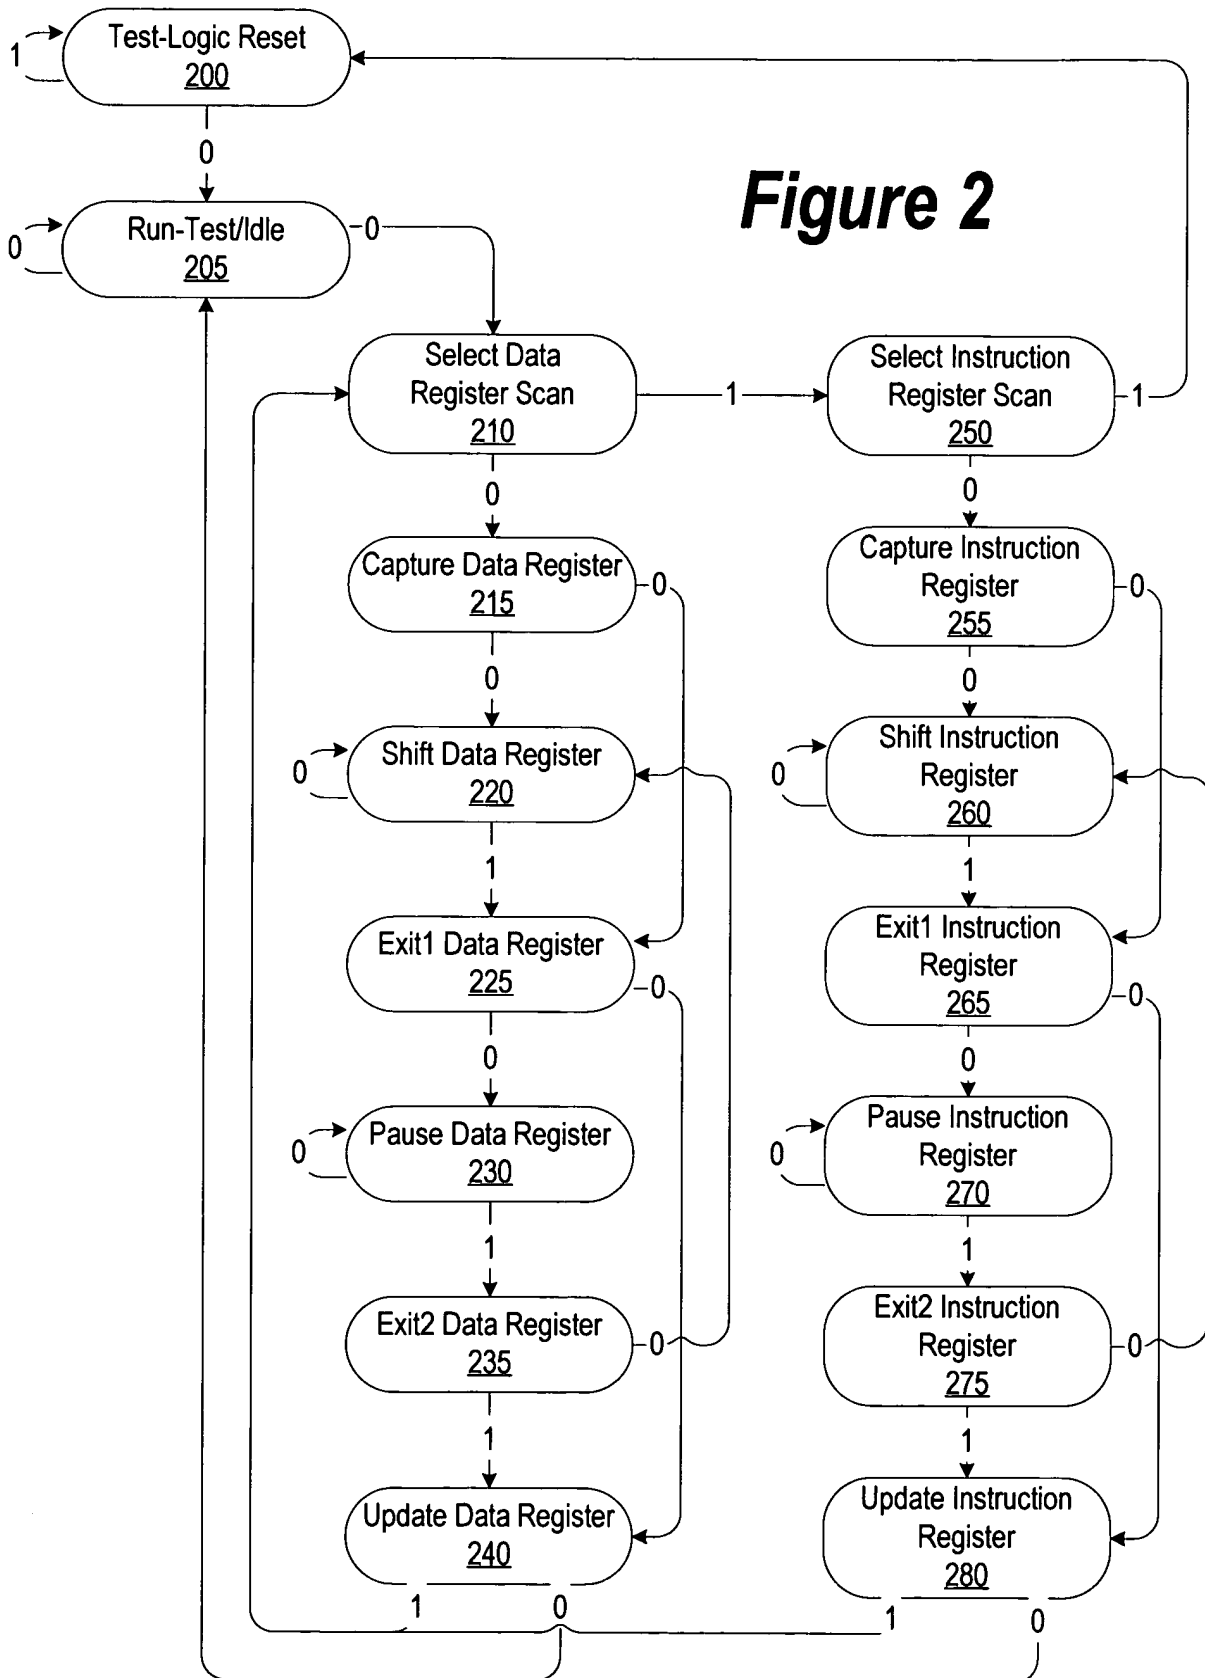 Test-Logic Reset
200
1
0
Figure 2
Run-Test/Idle
205
0
0
Select Data
Register Scan
210
1
Select Instruction
Register Scan
250
1
0
0
Capture Data Register
215
0
Capture Instruction
Register
255
0
0
0
Shift Data Register
220
0
Shift Instruction
Register
260
0
1
1
Exit1 Data Register
225
0
Exit1 Instruction
Register
265
0
0
0
Pause Data Register
230
0
Pause Instruction
Register
270
0
1
1
Exit2 Data Register
235
0
Exit2 Instruction
Register
275
0
1
1
Update Data Register
240
Update Instruction
Register
280
1
0
1
0